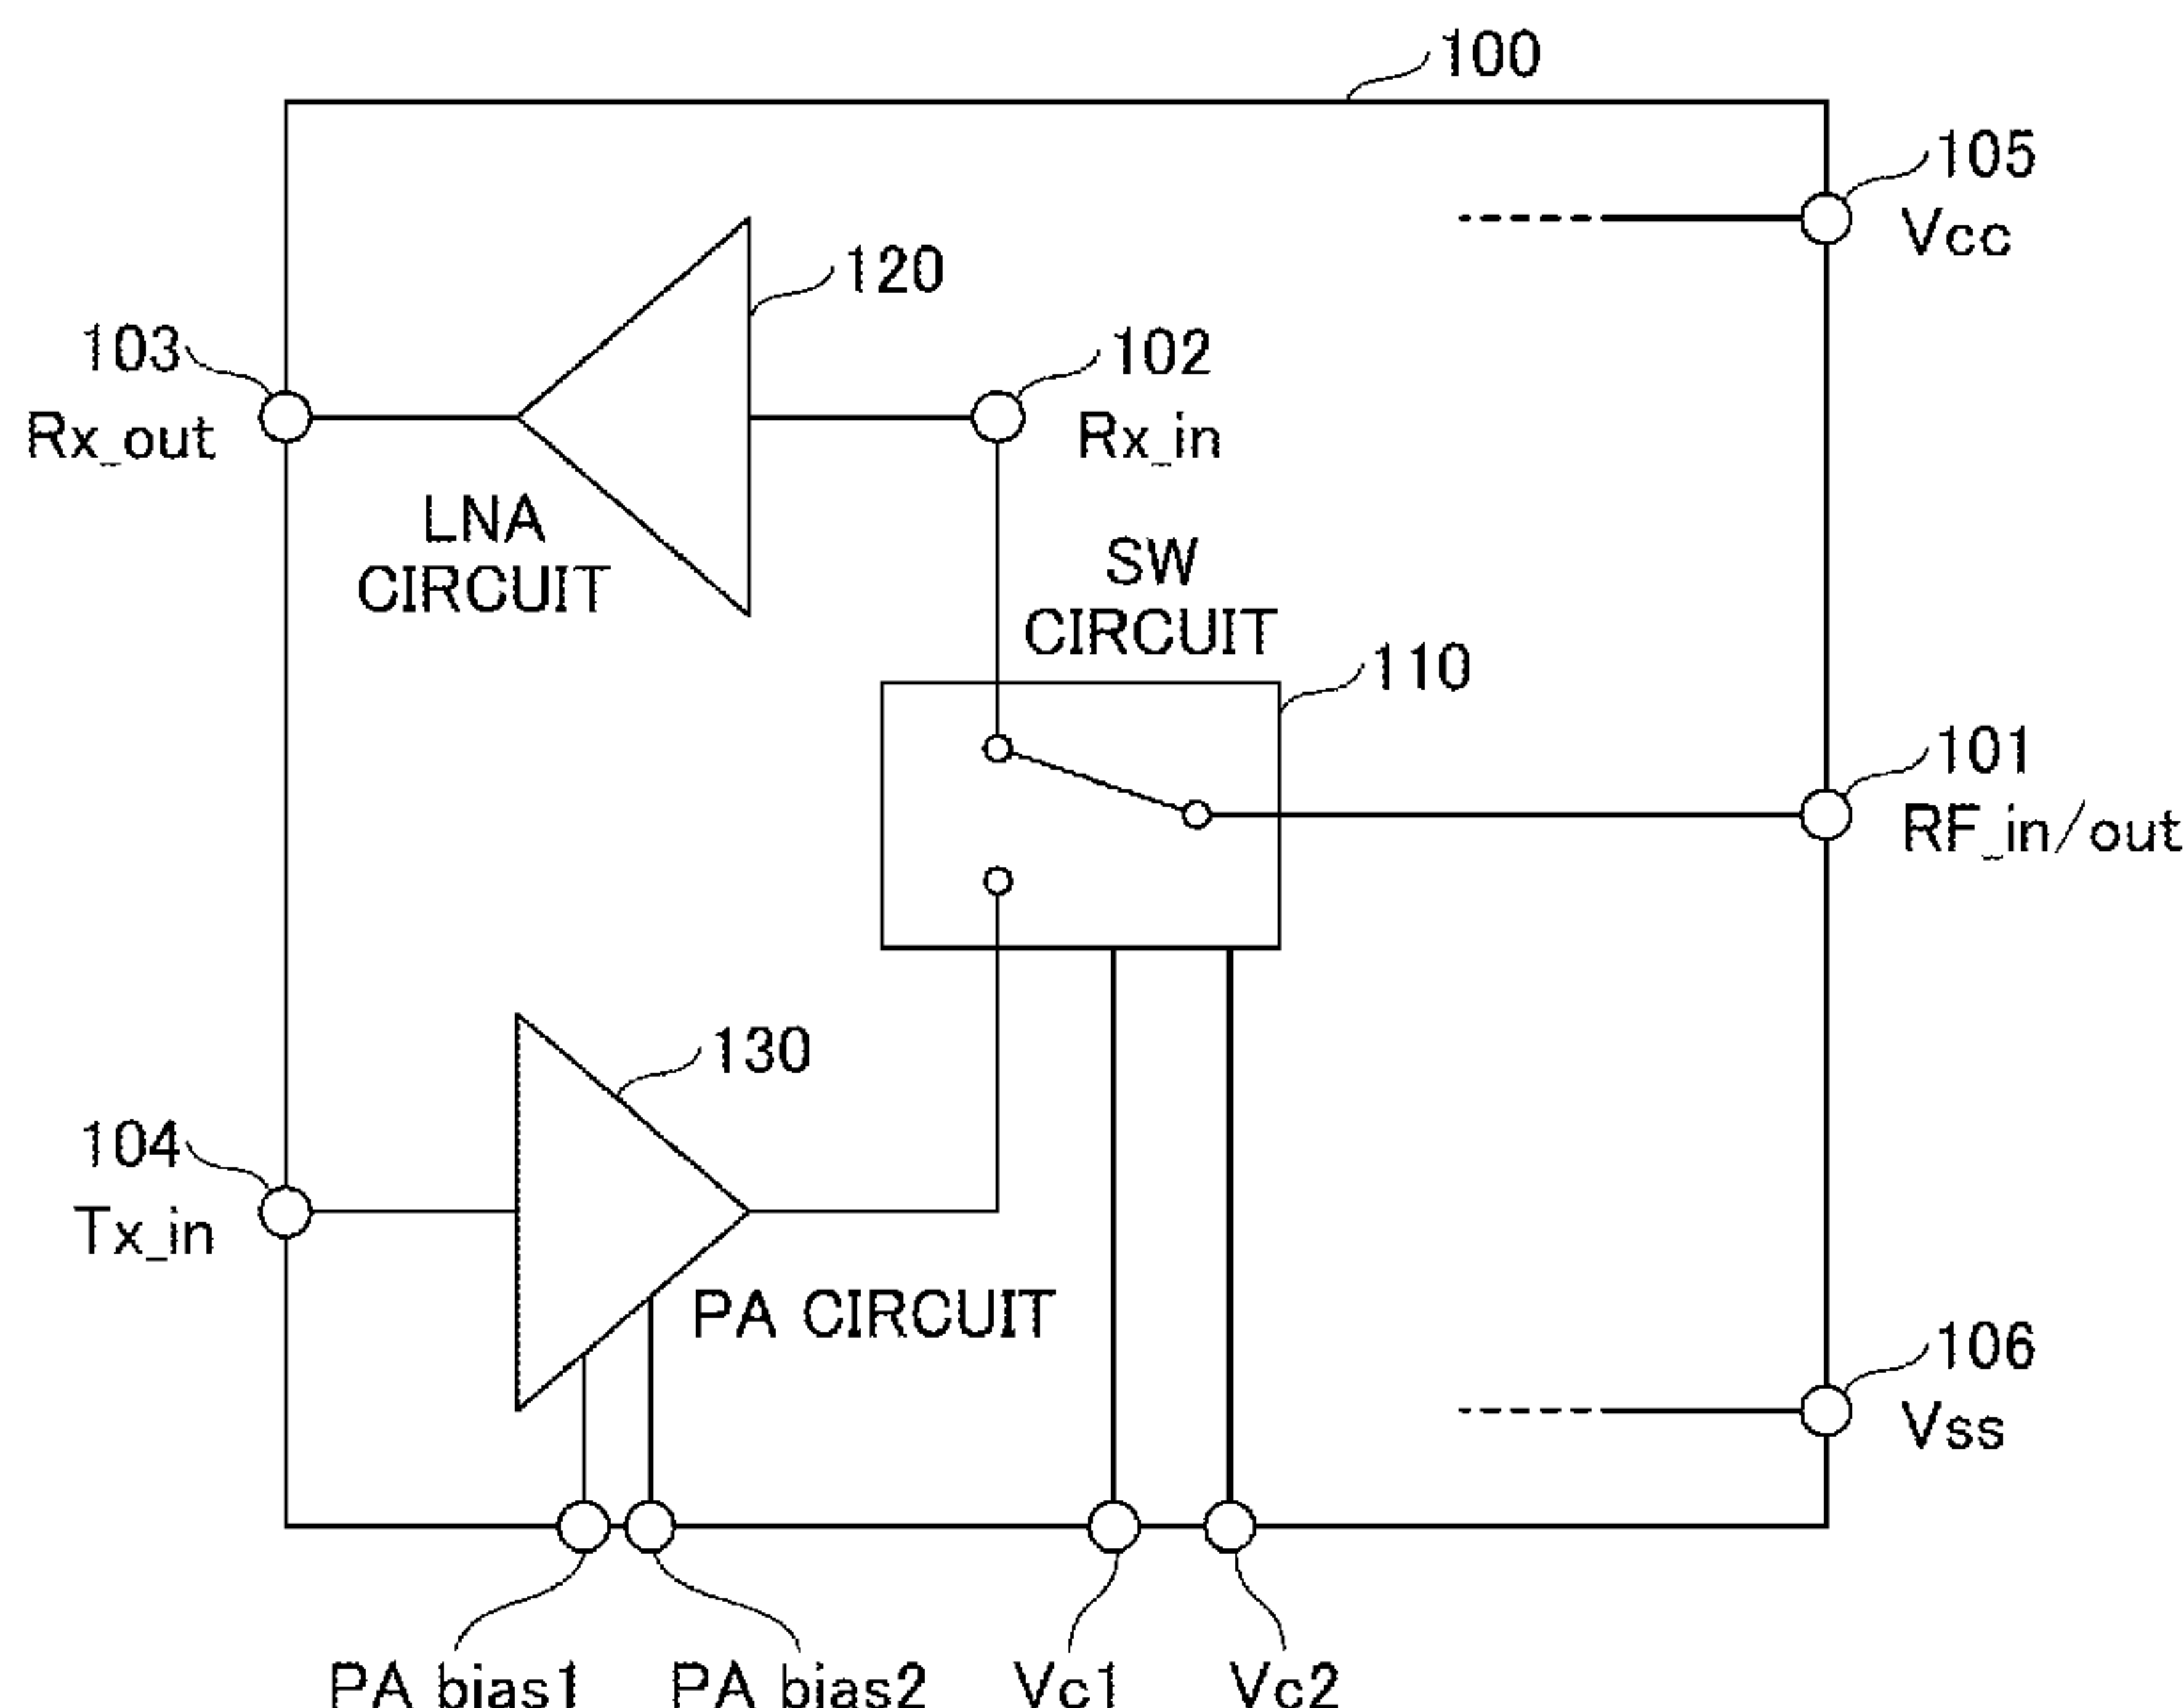 100
105
Vcc
120
103
Rx_out
102
Rx_in
LNA
CIRCUIT
SW
CIRCUIT
110
101
RF_in/out
130
104
Tx_in
PA CIRCUIT
106
Vss
PA bias1
PA bias2
Vc1
Vc2